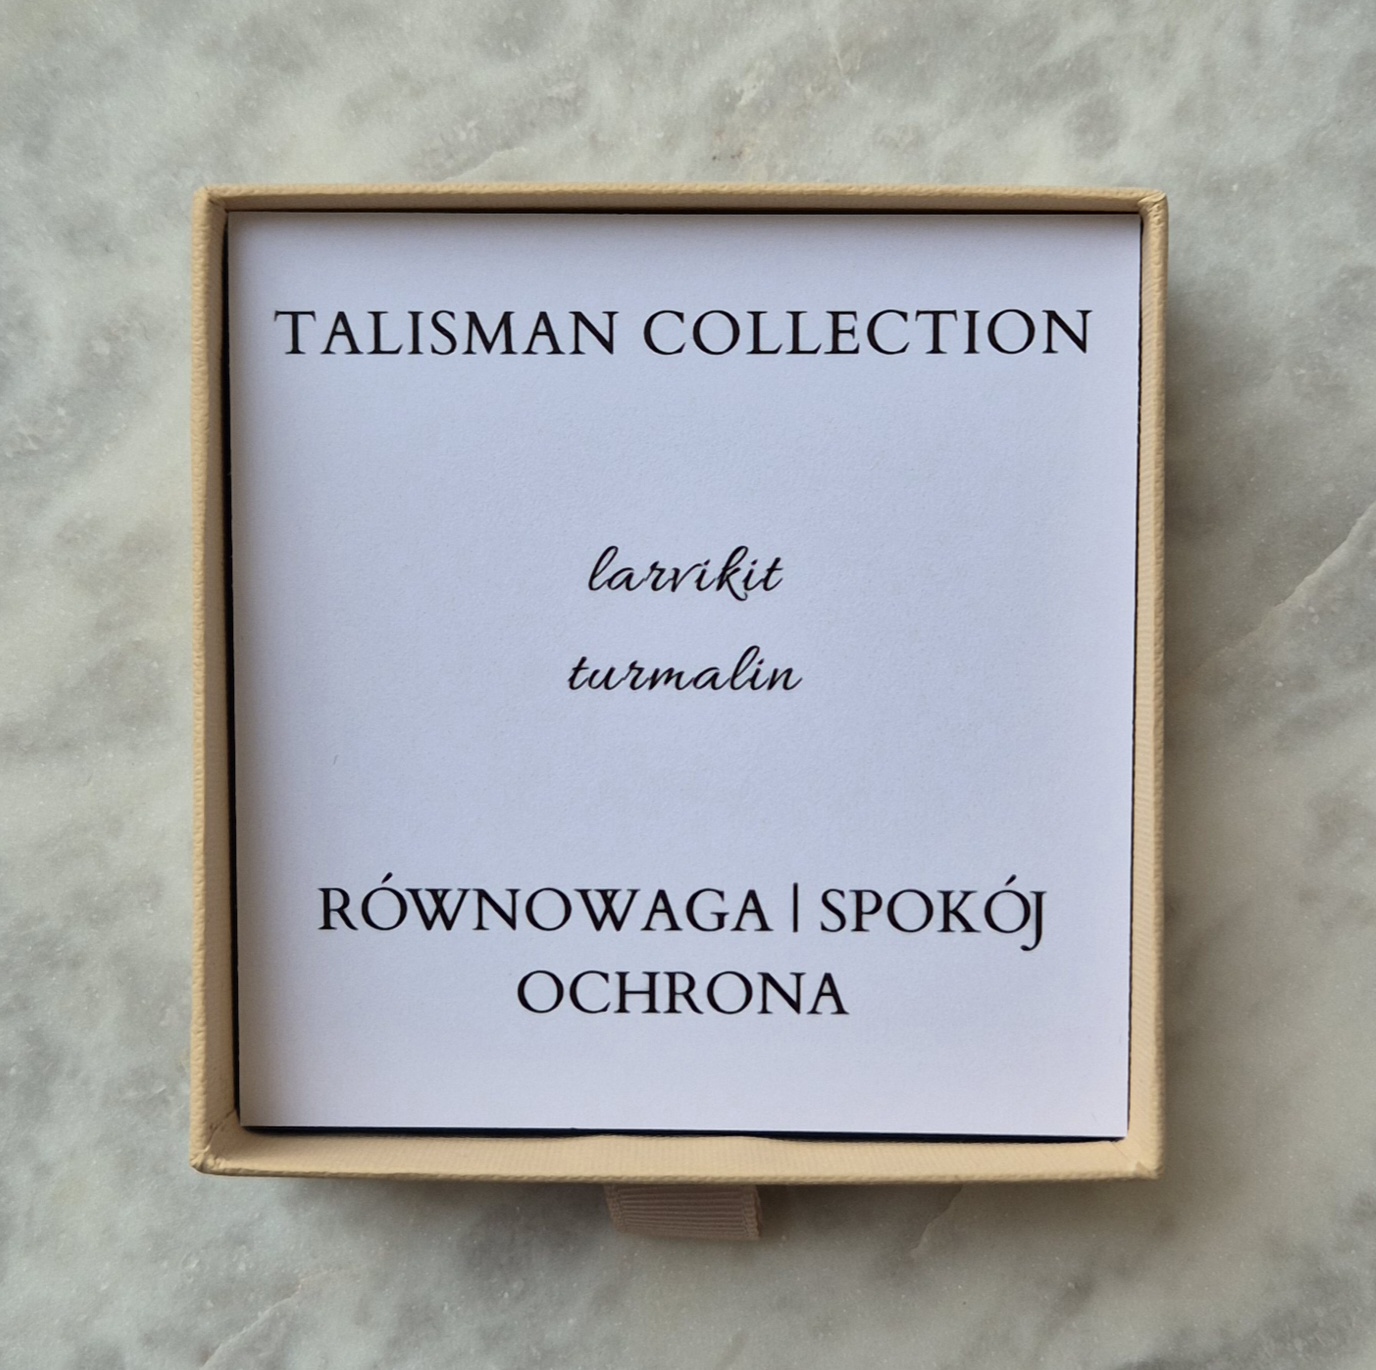 TALISMAN COLLECTION
larvikit
turmalin
RÓWNOWAGA | SPOKÓJ
OCHRONA